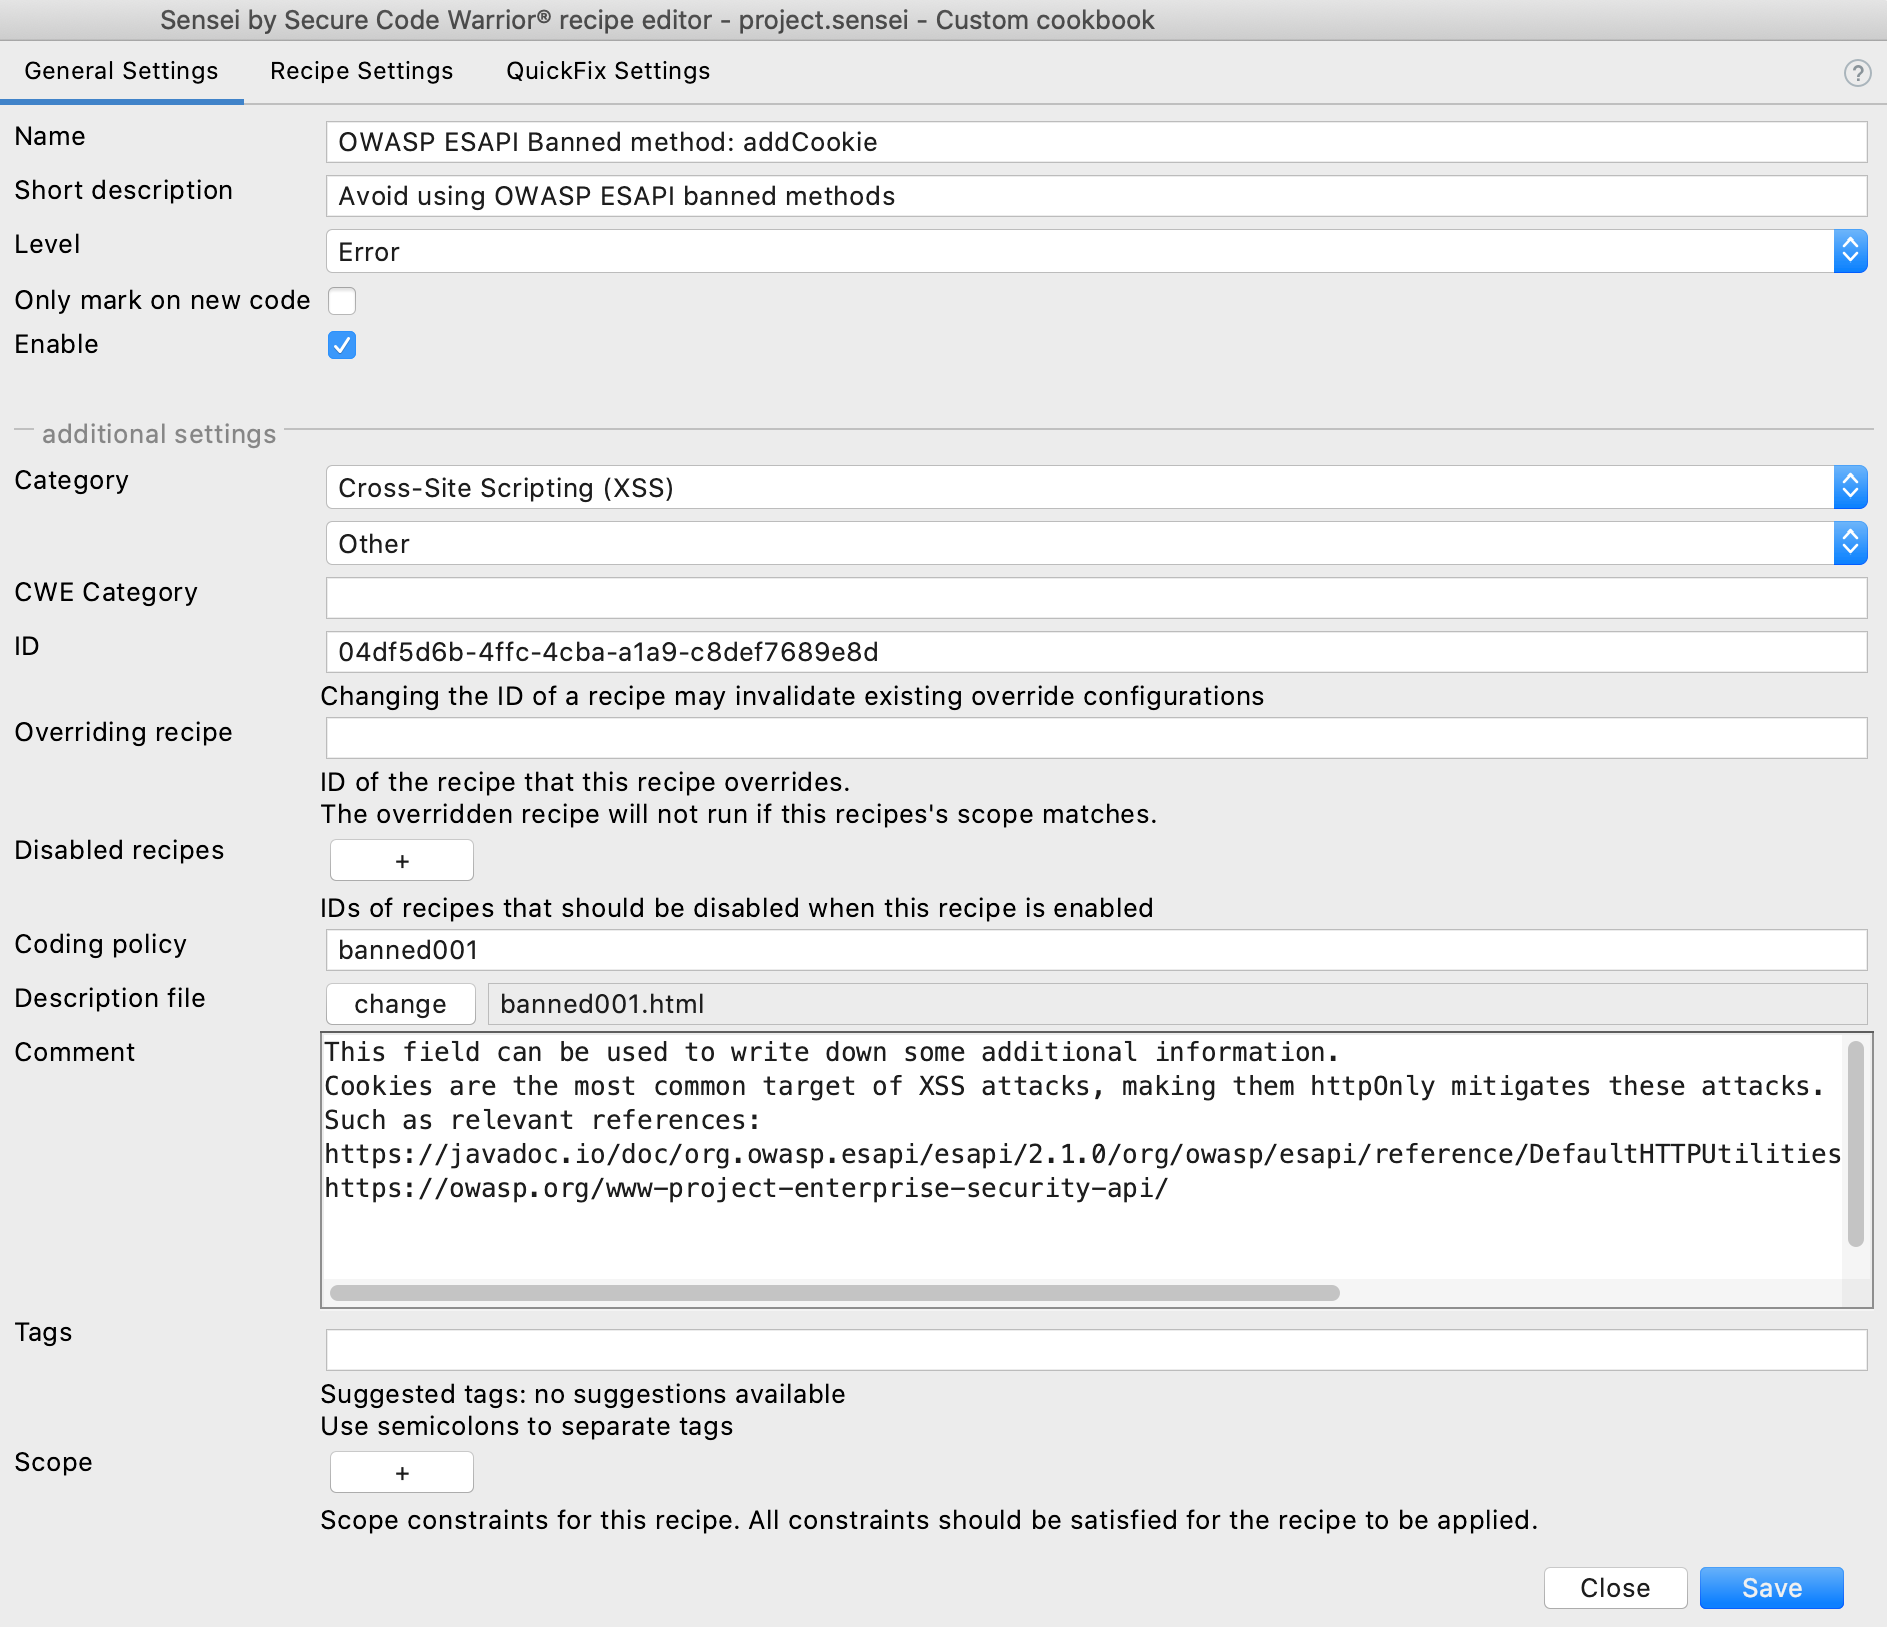 Sensei by Secure Code Warrior® recipe editor - project.sensei - Custom cookbook
General Settings Recipe Settings QuickFix Settings ?
Name OWASP ESAPI Banned method: addCookie
Short description Avoid using OWASP ESAPI banned methods
Level Error
Only mark on new code
Enable
additional settings
Category Cross-Site Scripting (XSS)
Other
CWE Category
ID 04df5d6b-4ffc-4cba-a1a9-c8def7689e8d
Changing the ID of a recipe may invalidate existing override configurations
Overriding recipe
ID of the recipe that this recipe overrides.
The overridden recipe will not run if this recipes's scope matches.
Disabled recipes +
IDs of recipes that should be disabled when this recipe is enabled
Coding policy banned001
Description file change banned001.html
Comment This field can be used to write down some additional information.
Cookies are the most common target of XSS attacks, making them httpOnly mitigates these attacks.
Such as relevant references:
https://javadoc.io/doc/org.owasp.esapi/esapi/2.1.0/org/owasp/esapi/reference/DefaultHTTPUtilities
https://owasp.org/www-project-enterprise-security-api/
Tags
Suggested tags: no suggestions available
Use semicolons to separate tags
Scope +
Scope constraints for this recipe. All constraints should be satisfied for the recipe to be applied.
Close Save